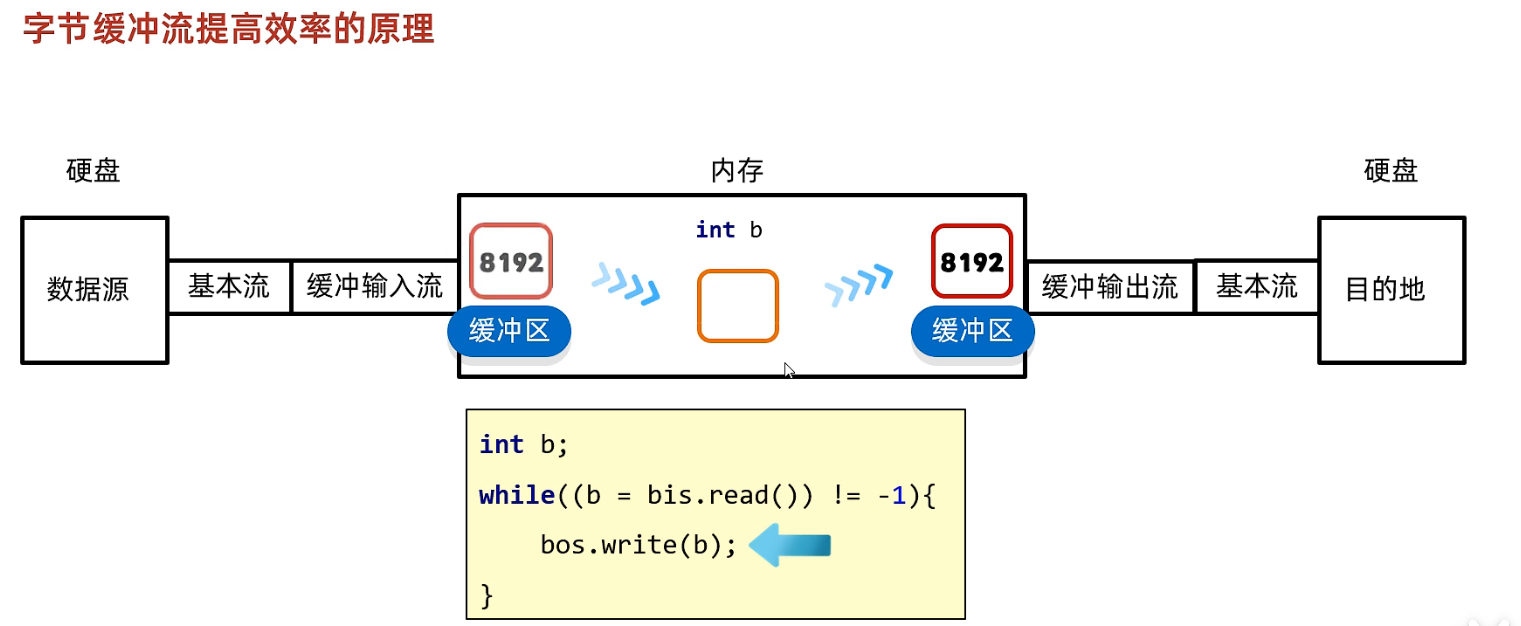 字节缓冲流提高效率的原理
硬盘
内存
硬盘
数据源
基本流
缓冲输入流
8192
缓冲区
int b
8192
缓冲区
缓冲输出流
基本流
目的地
int b;
while((b = bis.read()) != -1){
bos.write(b);
}